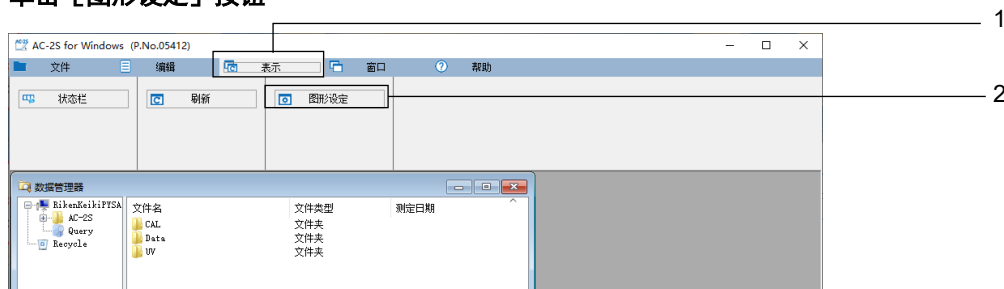 单击［图形设定］按钮
1
AC-2S for Windows (P.No.05412)
文件 编辑 表示 窗口 帮助
状态栏 刷新 图形设定
2
数据管理器
RikenKeikiPYSA
AC-2S
Query
Recycle
文件名 文件类型 测定日期
CAL 文件夹
Data 文件夹
UV 文件夹